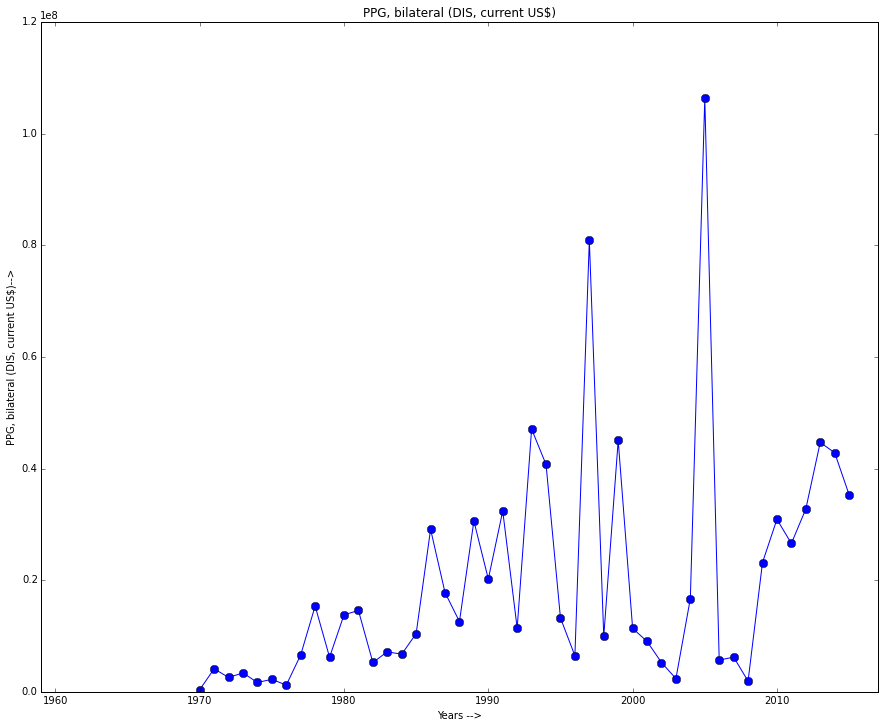 PPG, bilateral (DIS, current US$)
1e8
1.2
1.0
0.8
0.6
0.4
0.2
0.0
PPG, bilateral (DIS, current US$)-->
1960 1970 1980 1990 2000 2010
Years -->